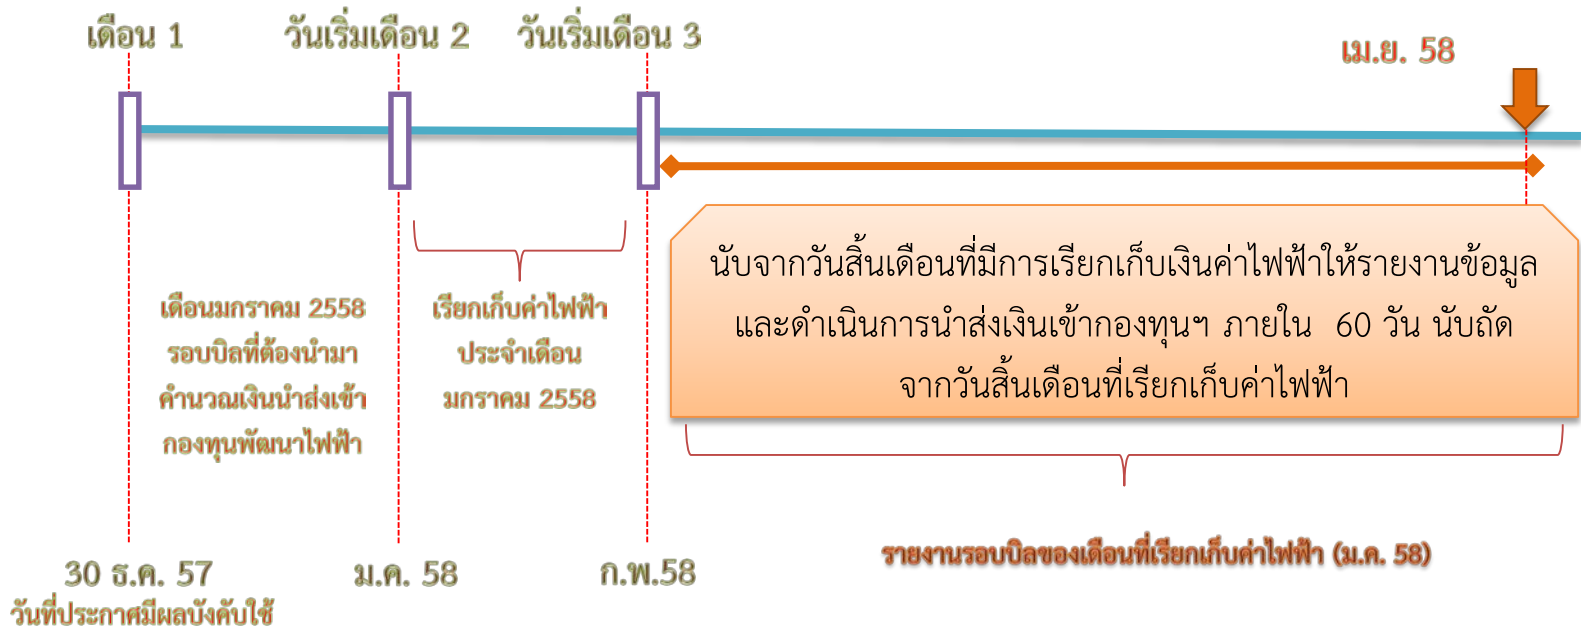 เดือน 1
วันเริ่มเดือน 2
วันเริ่มเดือน 3
เม.ย. 58
นับจากวันสิ้นเดือนที่มีการเรียกเก็บเงินค่าไฟฟ้าให้รายงานข้อมูล
และดำเนินการนำส่งเงินเข้ากองทุนฯ ภายใน 60 วัน นับถัด
จากวันสิ้นเดือนที่เรียกเก็บค่าไฟฟ้า
เดือนมกราคม 2558
รอบบิลที่ต้องนำมา
คำนวณเงินนำส่งเข้า
กองทุนพัฒนาไฟฟ้า
เรียกเก็บค่าไฟฟ้า
ประจำเดือน
มกราคม 2558
รายงานรอบบิลของเดือนที่เรียกเก็บค่าไฟฟ้า (ม.ค. 58)
30 ธ.ค. 57
วันที่ประกาศมีผลบังคับใช้
ม.ค. 58
ก.พ.58